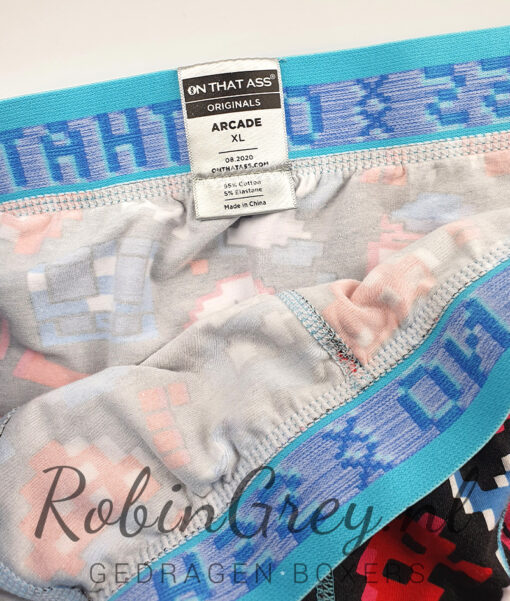 ON THAT ASS®
ORIGINALS
ARCADE
XL
08.2020
ONTHATASS.COM
95% Cotton
5% Elastane
Made in China
RobinGrey.nl
GEDRAGEN·BOXERS